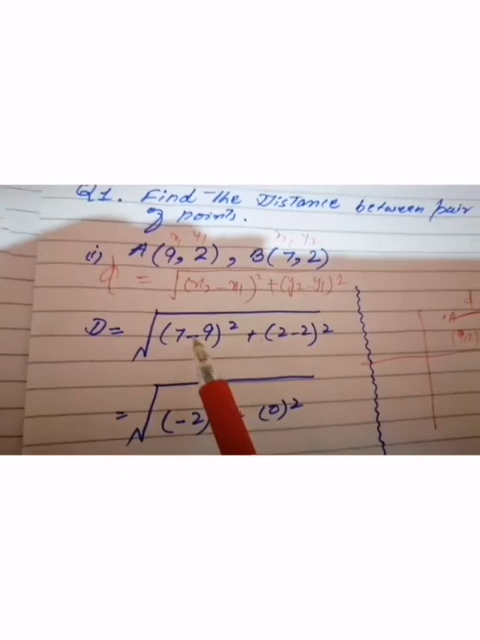 Q1. Find the Distance between pair
of points.
x₁ y₁ x₂, y₂
i) A(9, 2), B(7, 2)
d = √(x₂-x₁)²+(y₂-y₁)²
D = √(7-9)² + (2-2)²
= √(-2) + (0)²
d
A